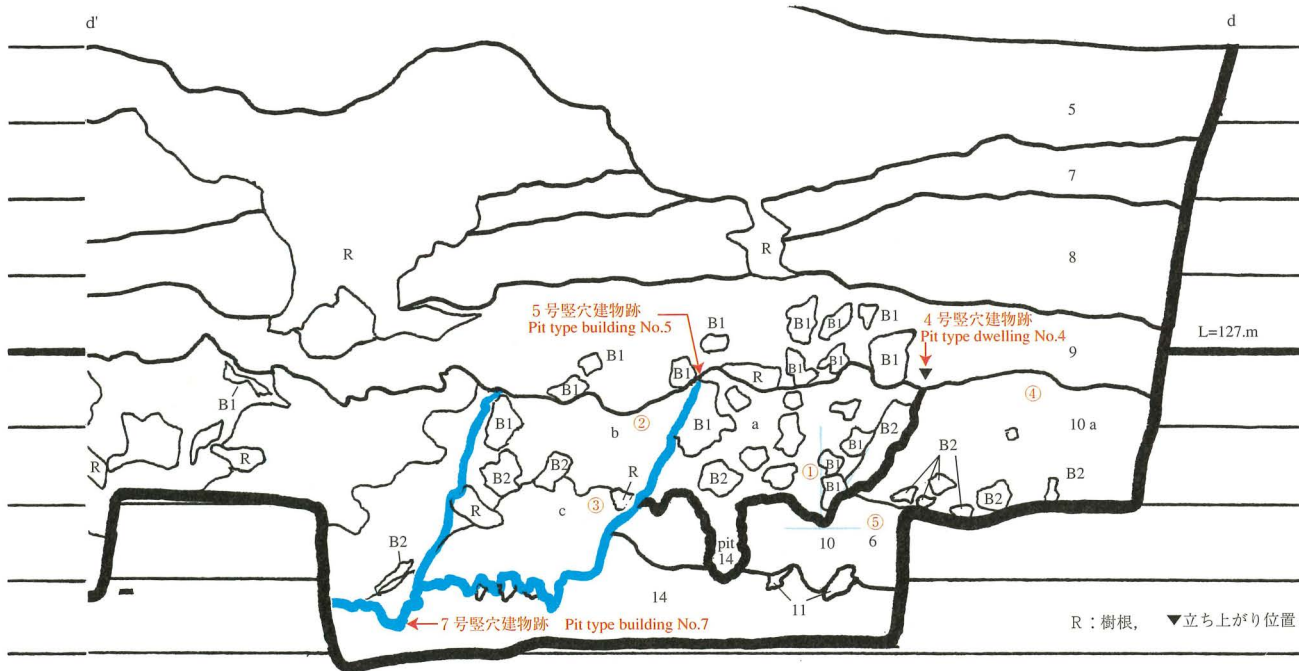 d'
d
5
7
R
8
R
5号竪穴建物跡
Pit type building No.5
B1
B1
B1
B1
4号竪穴建物跡
Pit type dwelling No.4
L=127.m
9
B1
B1
B1
R
B1
B1
B1
B1
④
B1
B1
②
b
a
B2
10 a
B1
R
R
B2
B2
③
R
B2
①
B1
B1
B2
B2
B2
R
c
⑤
10
6
pit
14
B2
14
11
7号竪穴建物跡 Pit type building No.7
R：樹根, ▼立ち上がり位置